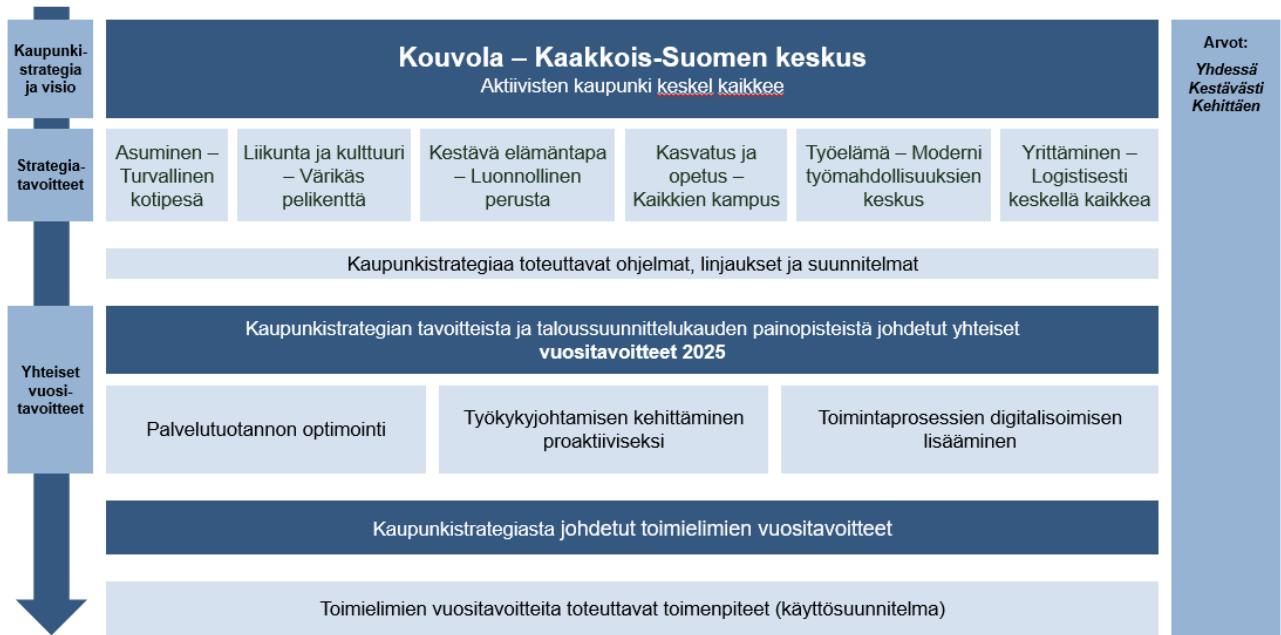 Kaupunki-
strategia
ja visio
Kouvola – Kaakkois-Suomen keskus
Aktiivisten kaupunki keskel kaikkee
Arvot:
Yhdessä
Kestävästi
Kehittäen
Strategia-
tavoitteet
Asuminen –
Turvallinen
kotipesä
Liikunta ja kulttuuri
– Värikäs
pelikenttä
Kestävä elämäntapa
– Luonnollinen
perusta
Kasvatus ja
opetus –
Kaikkien kampus
Työelämä – Moderni
työmahdollisuuksien
keskus
Yrittäminen –
Logistisesti
keskellä kaikkea
Kaupunkistrategiaa toteuttavat ohjelmat, linjaukset ja suunnitelmat
Yhteiset
vuosi-
tavoitteet
Kaupunkistrategian tavoitteista ja taloussuunnittelukauden painopisteistä johdetut yhteiset
vuositavoitteet 2025
Palvelutuotannon optimointi
Työkykyjohtamisen kehittäminen
proaktiiviseksi
Toimintaprosessien digitalisoimisen
lisääminen
Kaupunkistrategiasta johdetut toimielimien vuositavoitteet
Toimielimien vuositavoitteita toteuttavat toimenpiteet (käyttösuunnitelma)